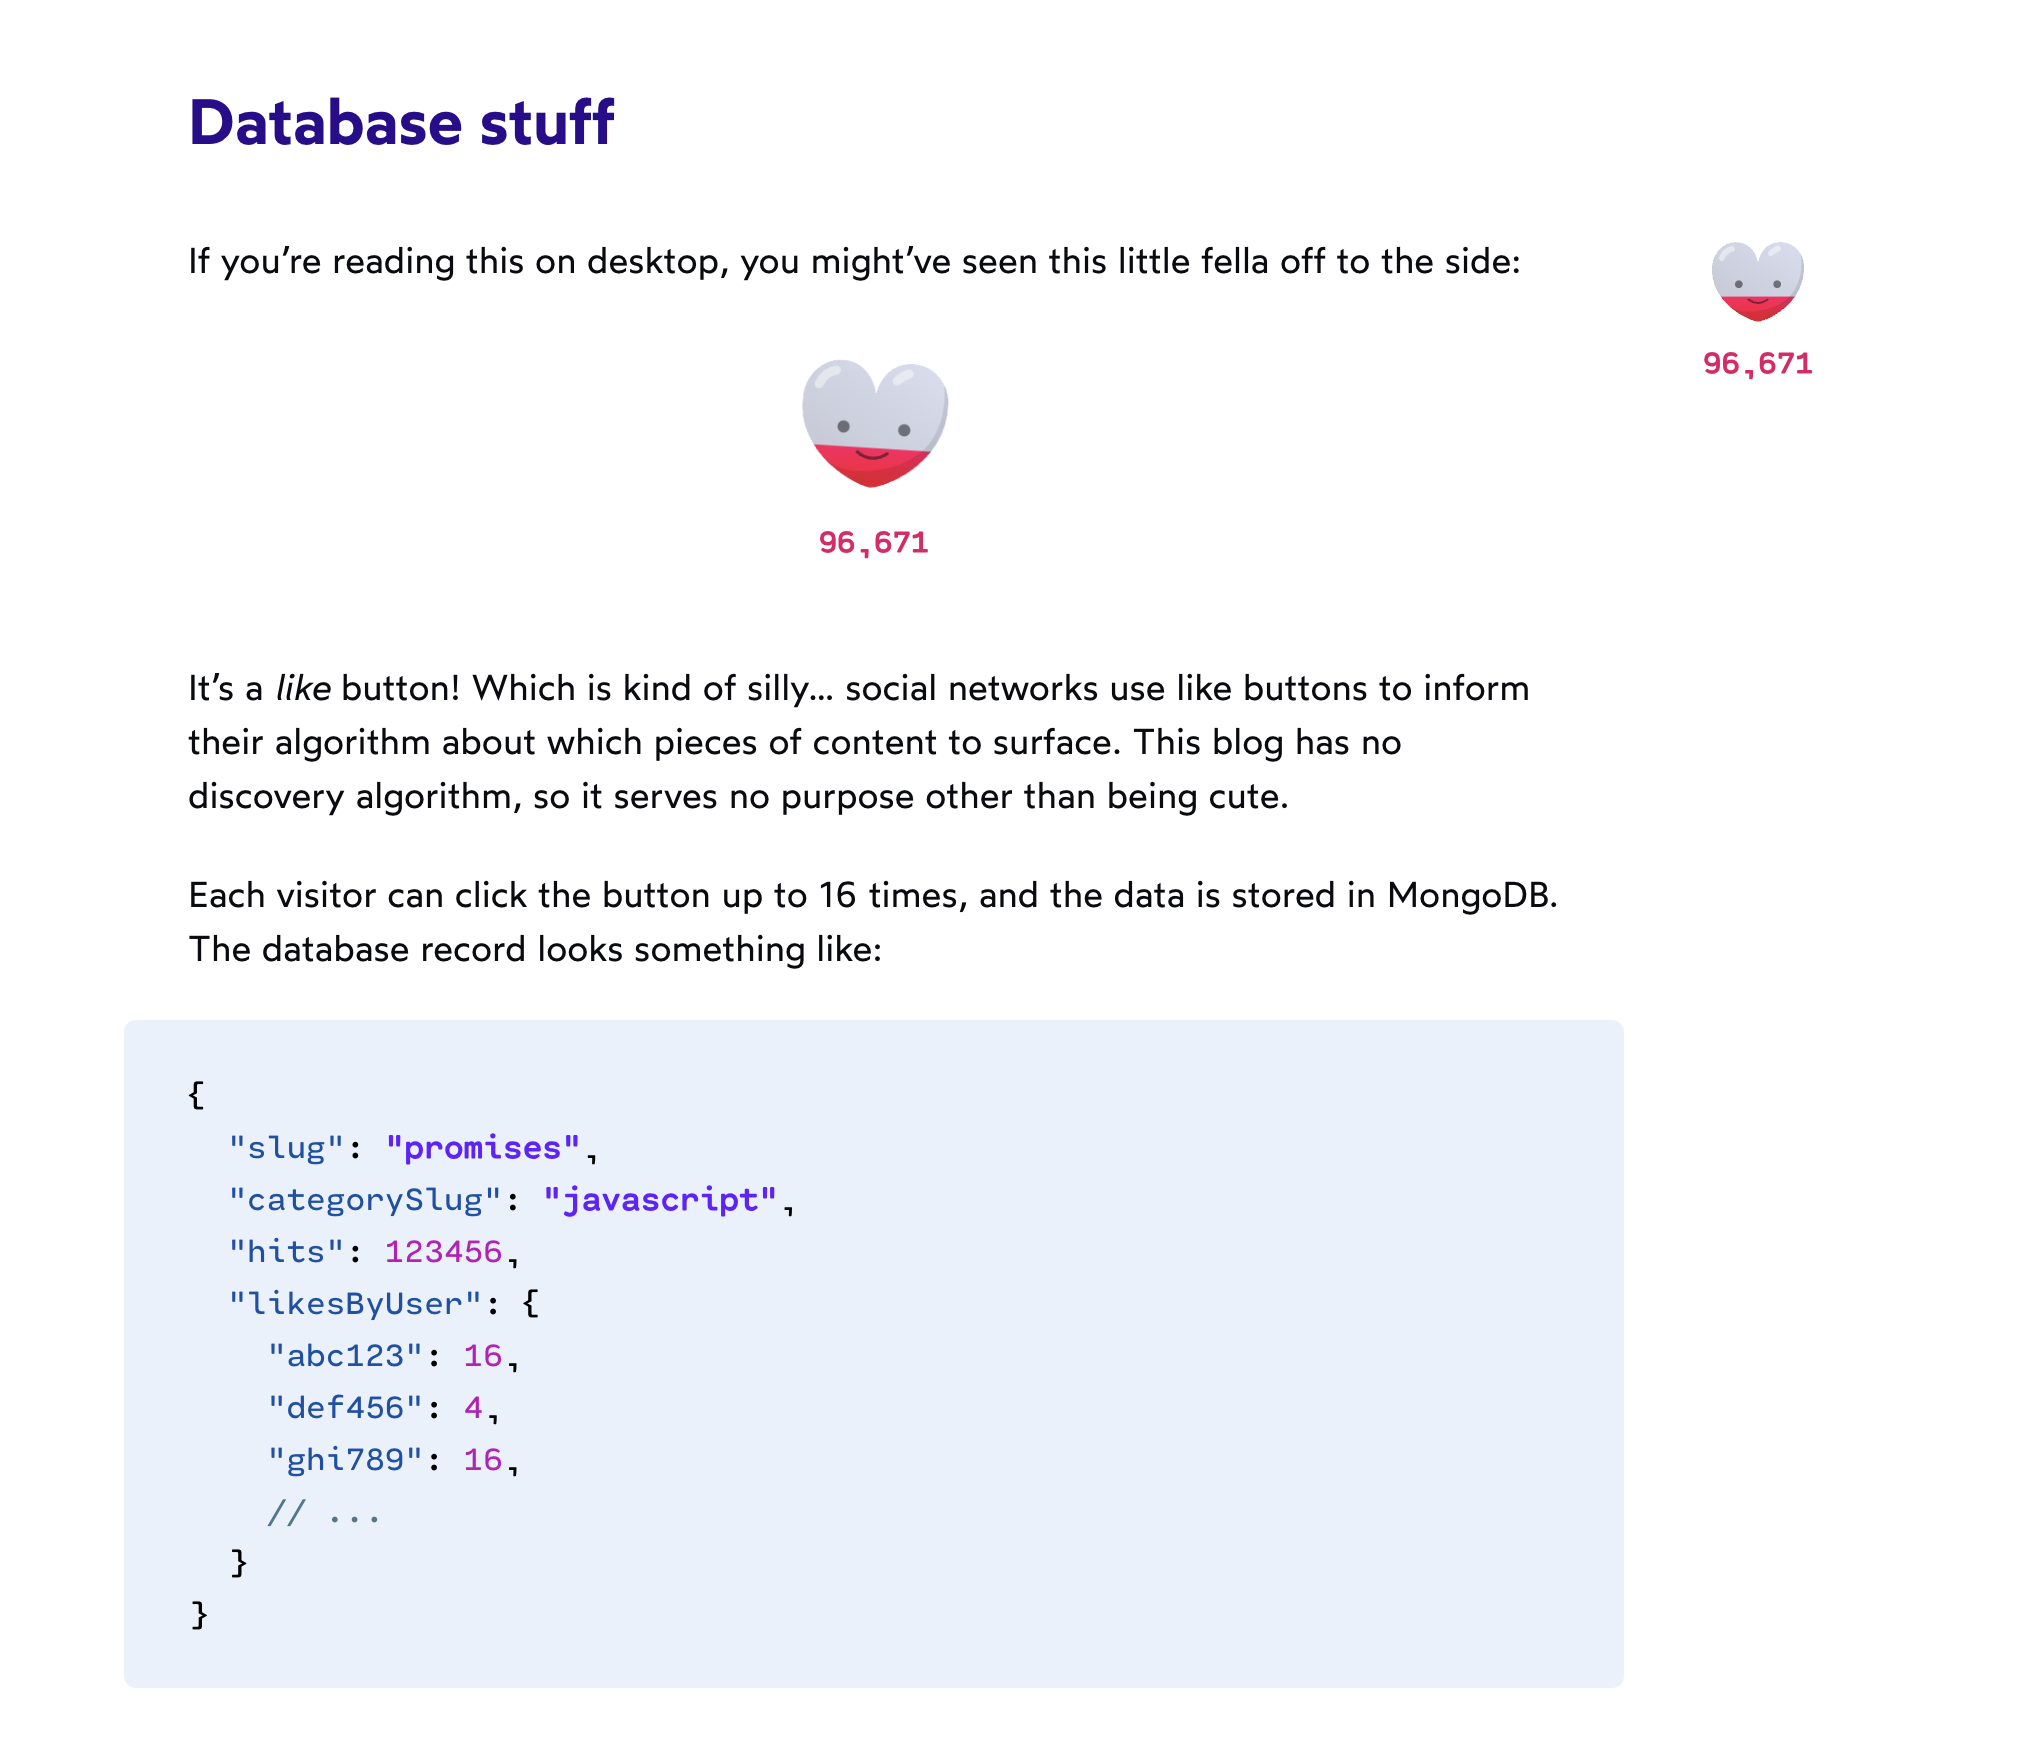 Database stuff
If you’re reading this on desktop, you might’ve seen this little fella off to the side:
96,671
96,671
It’s a like button! Which is kind of silly… social networks use like buttons to inform
their algorithm about which pieces of content to surface. This blog has no
discovery algorithm, so it serves no purpose other than being cute.
Each visitor can click the button up to 16 times, and the data is stored in MongoDB.
The database record looks something like:
{
  "slug": "promises",
  "categorySlug": "javascript",
  "hits": 123456,
  "likesByUser": {
    "abc123": 16,
    "def456": 4,
    "ghi789": 16,
    // ...
  }
}